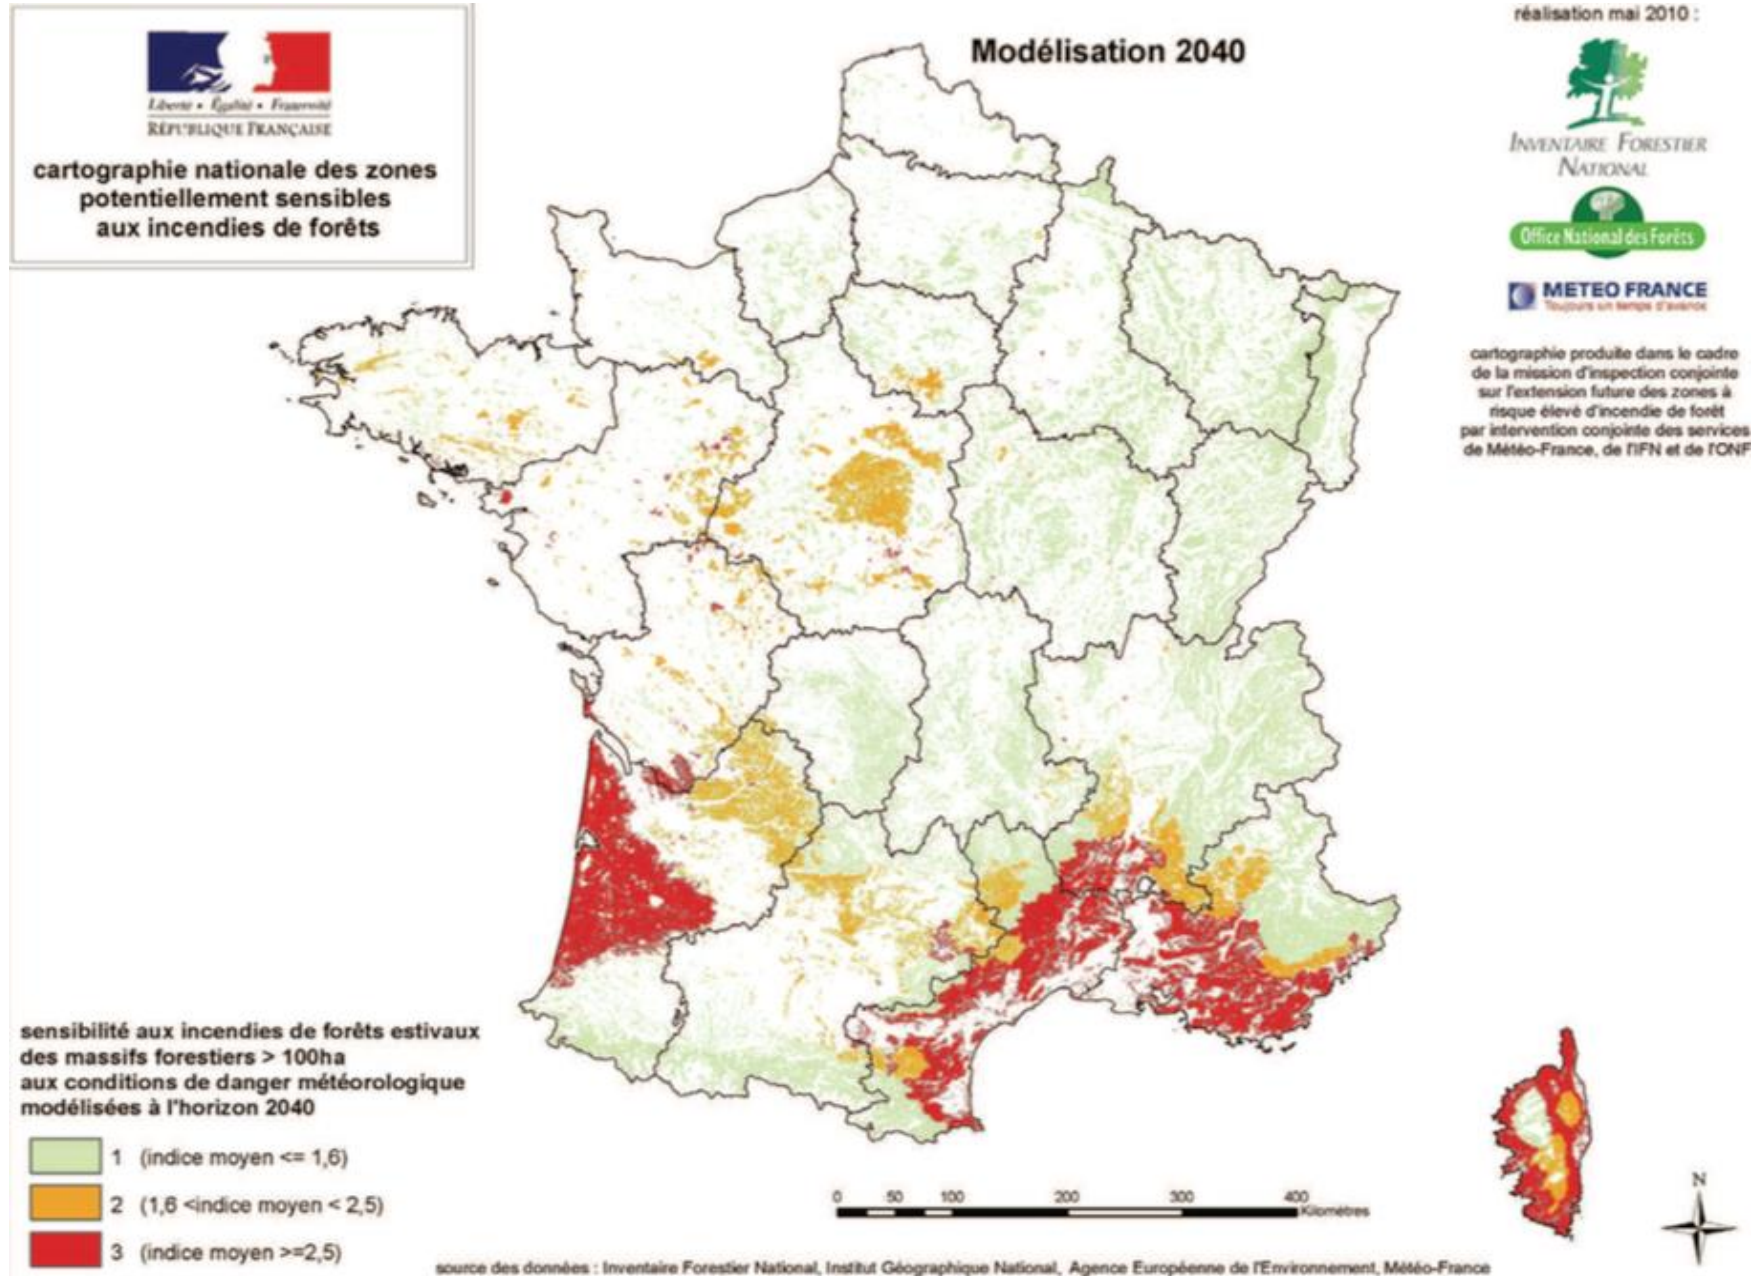 Liberté • Égalité • Fraternité
RÉPUBLIQUE FRANÇAISE
cartographie nationale des zones
potentiellement sensibles
aux incendies de forêts
Modélisation 2040
réalisation mai 2010 :
INVENTAIRE FORESTIER
NATIONAL
Office National des Forêts
METEO FRANCE
Toujours un temps d'avance
cartographie produite dans le cadre
de la mission d'inspection conjointe
sur l'extension future des zones à
risque élevé d'incendie de forêt
par intervention conjointe des services
de Météo-France, de l'IFN et de l'ONF
sensibilité aux incendies de forêts estivaux
des massifs forestiers > 100ha
aux conditions de danger météorologique
modélisées à l'horizon 2040
1 (indice moyen <= 1,6)
2 (1,6 <indice moyen < 2,5)
3 (indice moyen >=2,5)
0 50 100 200 300 400
Kilomètres
N
source des données : Inventaire Forestier National, Institut Géographique National, Agence Européenne de l'Environnement, Météo-France